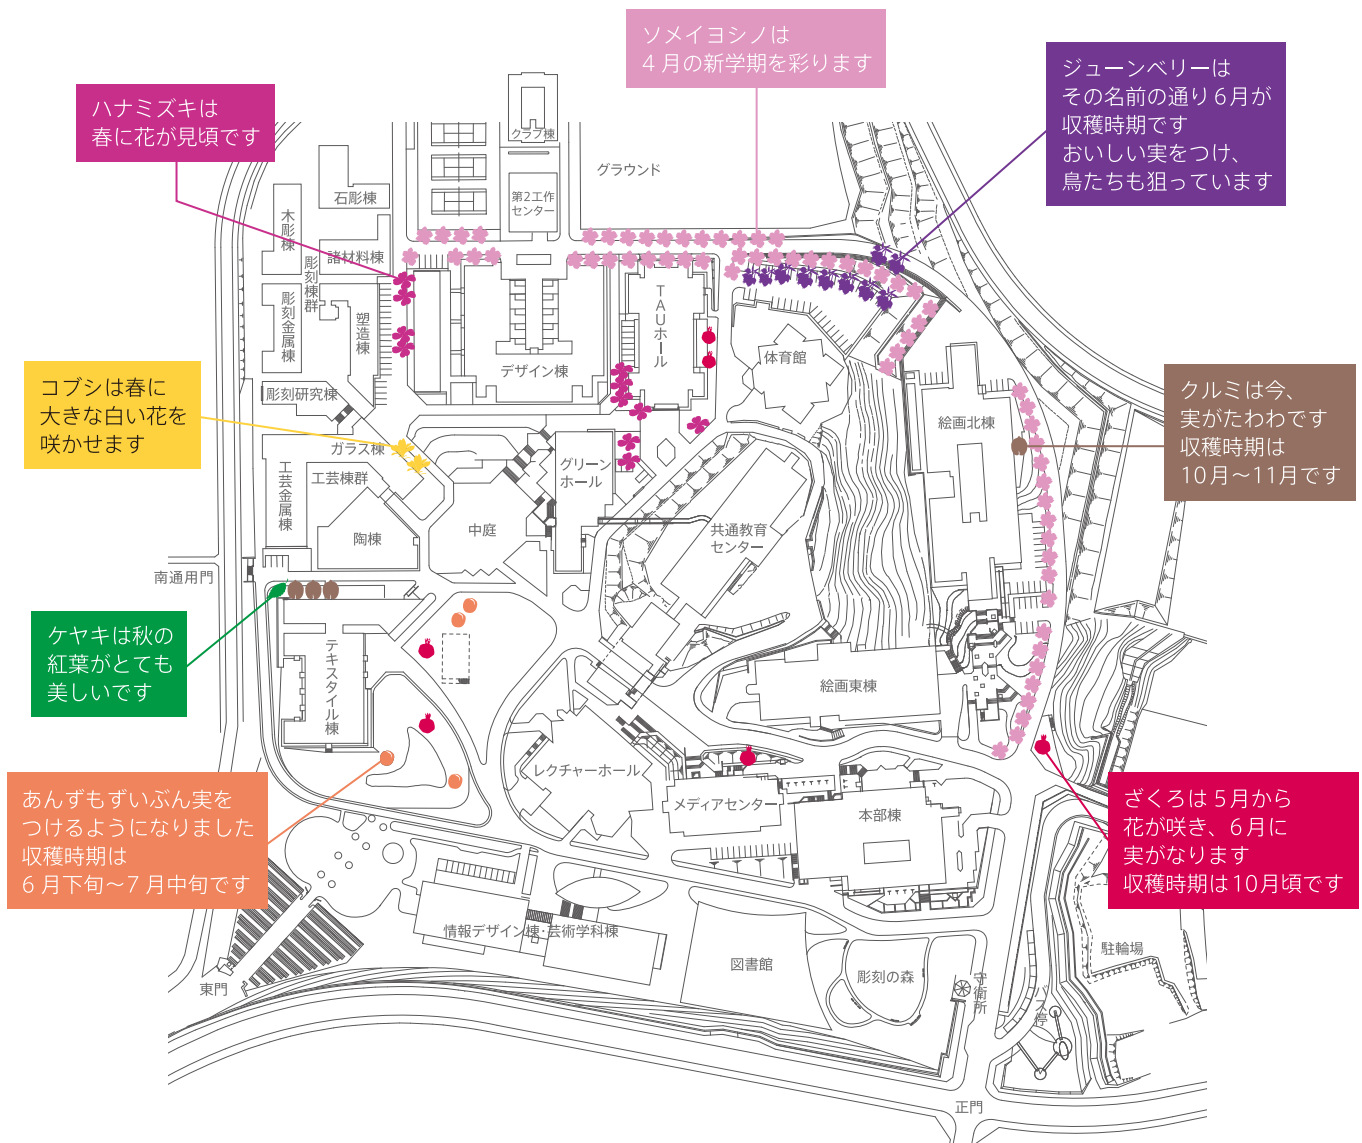 ソメイヨシノは
4月の新学期を彩ります
ジューンベリーは
その名前の通り6月が
収穫時期です
おいしい実をつけ、
鳥たちも狙っています
ハナミズキは
春に花が見頃です
クラブ棟
グラウンド
石彫棟
第2工作
センター
木彫棟
諸材料棟
彫刻棟群
彫刻金属棟
塑造棟
TAUホール
デザイン棟
体育館
コブシは春に
大きな白い花を
咲かせます
彫刻研究棟
ガラス棟
絵画北棟
クルミは今、
実がたわわです
収穫時期は
10月～11月です
工芸金属棟
工芸棟群
グリーン
ホール
陶棟
中庭
共通教育
センター
南通用門
ケヤキは秋の
紅葉がとても
美しいです
テキスタイル棟
絵画東棟
レクチャーホール
メディアセンター
本部棟
あんずもずいぶん実を
つけるようになりました
収穫時期は
6月下旬～7月中旬です
ざくろは5月から
花が咲き、6月に
実がなります
収穫時期は10月頃です
情報デザイン棟・芸術学科棟
図書館
彫刻の森
守衛所
バス停
駐輪場
東門
正門